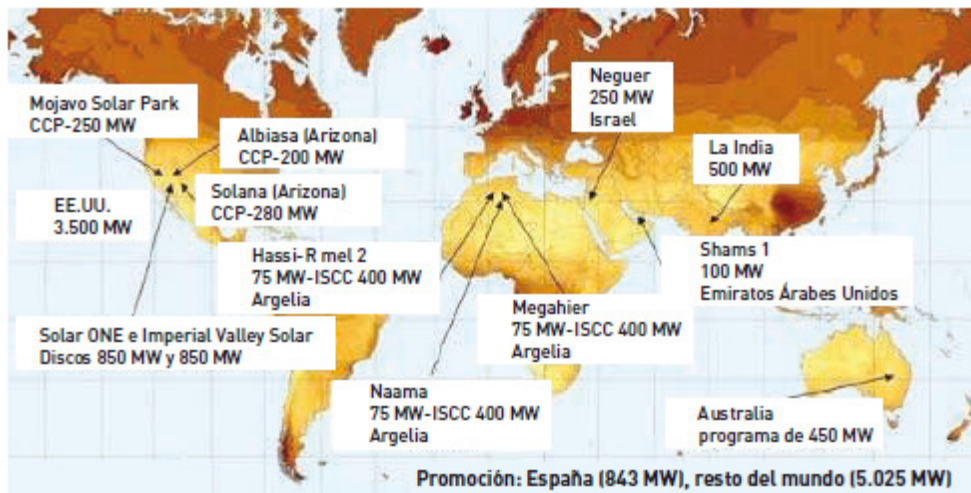 Mojavo Solar Park
CCP-250 MW
Albiasa (Arizona)
CCP-200 MW
Solana (Arizona)
CCP-280 MW
EE.UU.
3.500 MW
Hassi-R mel 2
75 MW-ISCC 400 MW
Argelia
Solar ONE e Imperial Valley Solar
Discos 850 MW y 850 MW
Naama
75 MW-ISCC 400 MW
Argelia
Neguer
250 MW
Israel
La India
500 MW
Shams 1
100 MW
Emiratos Árabes Unidos
Megahier
75 MW-ISCC 400 MW
Argelia
Australia
programa de 450 MW
Promoción: España (843 MW), resto del mundo (5.025 MW)